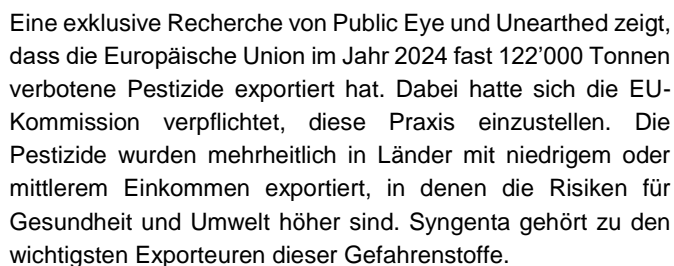 Eine exklusive Recherche von Public Eye und Unearthed zeigt,
dass die Europäische Union im Jahr 2024 fast 122’000 Tonnen
verbotene Pestizide exportiert hat. Dabei hatte sich die EU-
Kommission verpflichtet, diese Praxis einzustellen. Die
Pestizide wurden mehrheitlich in Länder mit niedrigem oder
mittlerem Einkommen exportiert, in denen die Risiken für
Gesundheit und Umwelt höher sind. Syngenta gehört zu den
wichtigsten Exporteuren dieser Gefahrenstoffe.